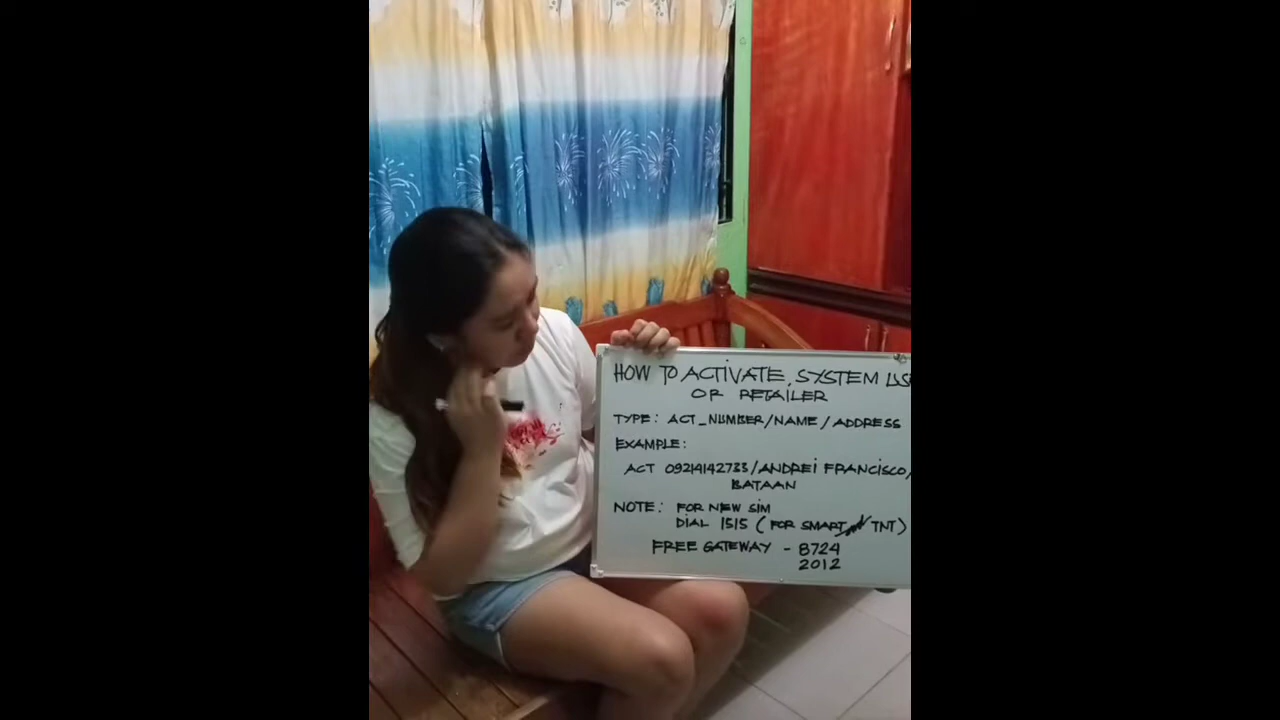 HOW TO ACTIVATE, SYSTEM USE
OR RETAILER
TYPE: ACT_NUMBER/NAME/ADDRESS
EXAMPLE:
ACT 09214142733/ANDREI FRANCISCO/
BATAAN
NOTE: FOR NEW SIM
DIAL 1515 (FOR SMART TNT)
FREE GATEWAY - 8724
2012